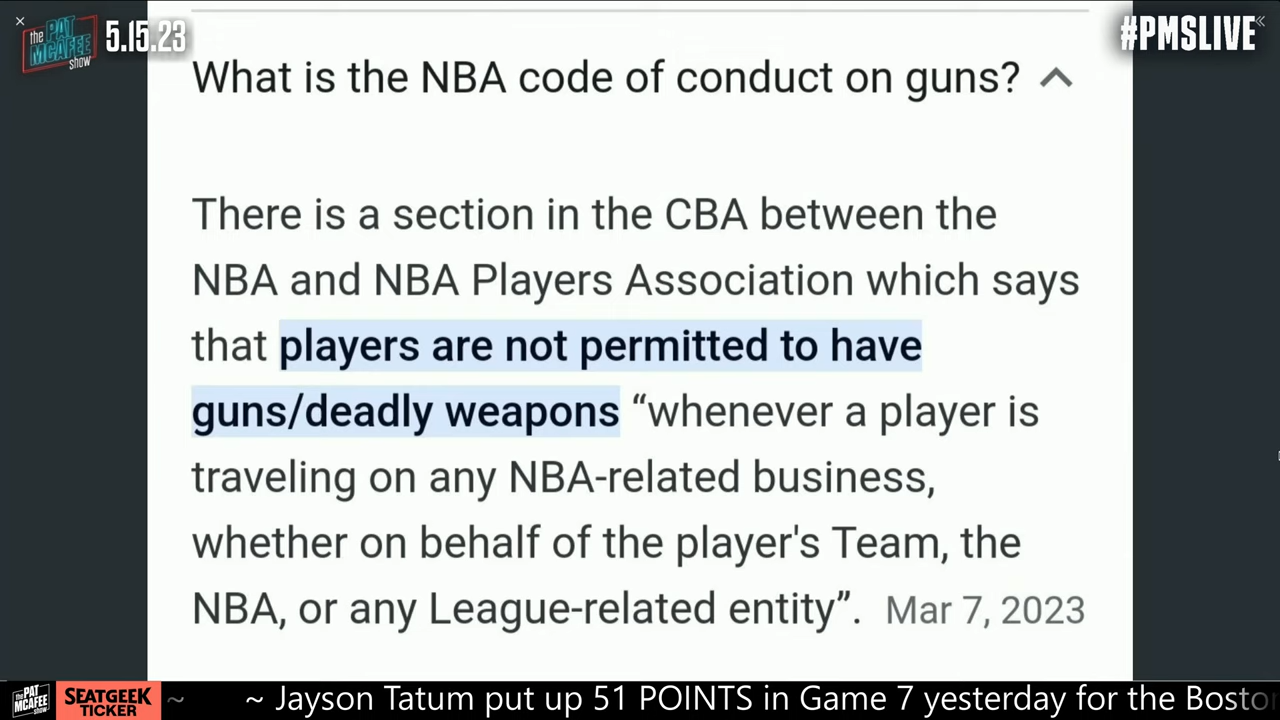 the PAT MCAFEE show 5.15.23 #PMSLIVE
What is the NBA code of conduct on guns?
There is a section in the CBA between the
NBA and NBA Players Association which says
that players are not permitted to have
guns/deadly weapons “whenever a player is
traveling on any NBA-related business,
whether on behalf of the player's Team, the
NBA, or any League-related entity”. Mar 7, 2023
the PAT MCAFEE show SEATGEEK TICKER ~ ~ Jayson Tatum put up 51 POINTS in Game 7 yesterday for the Bosto